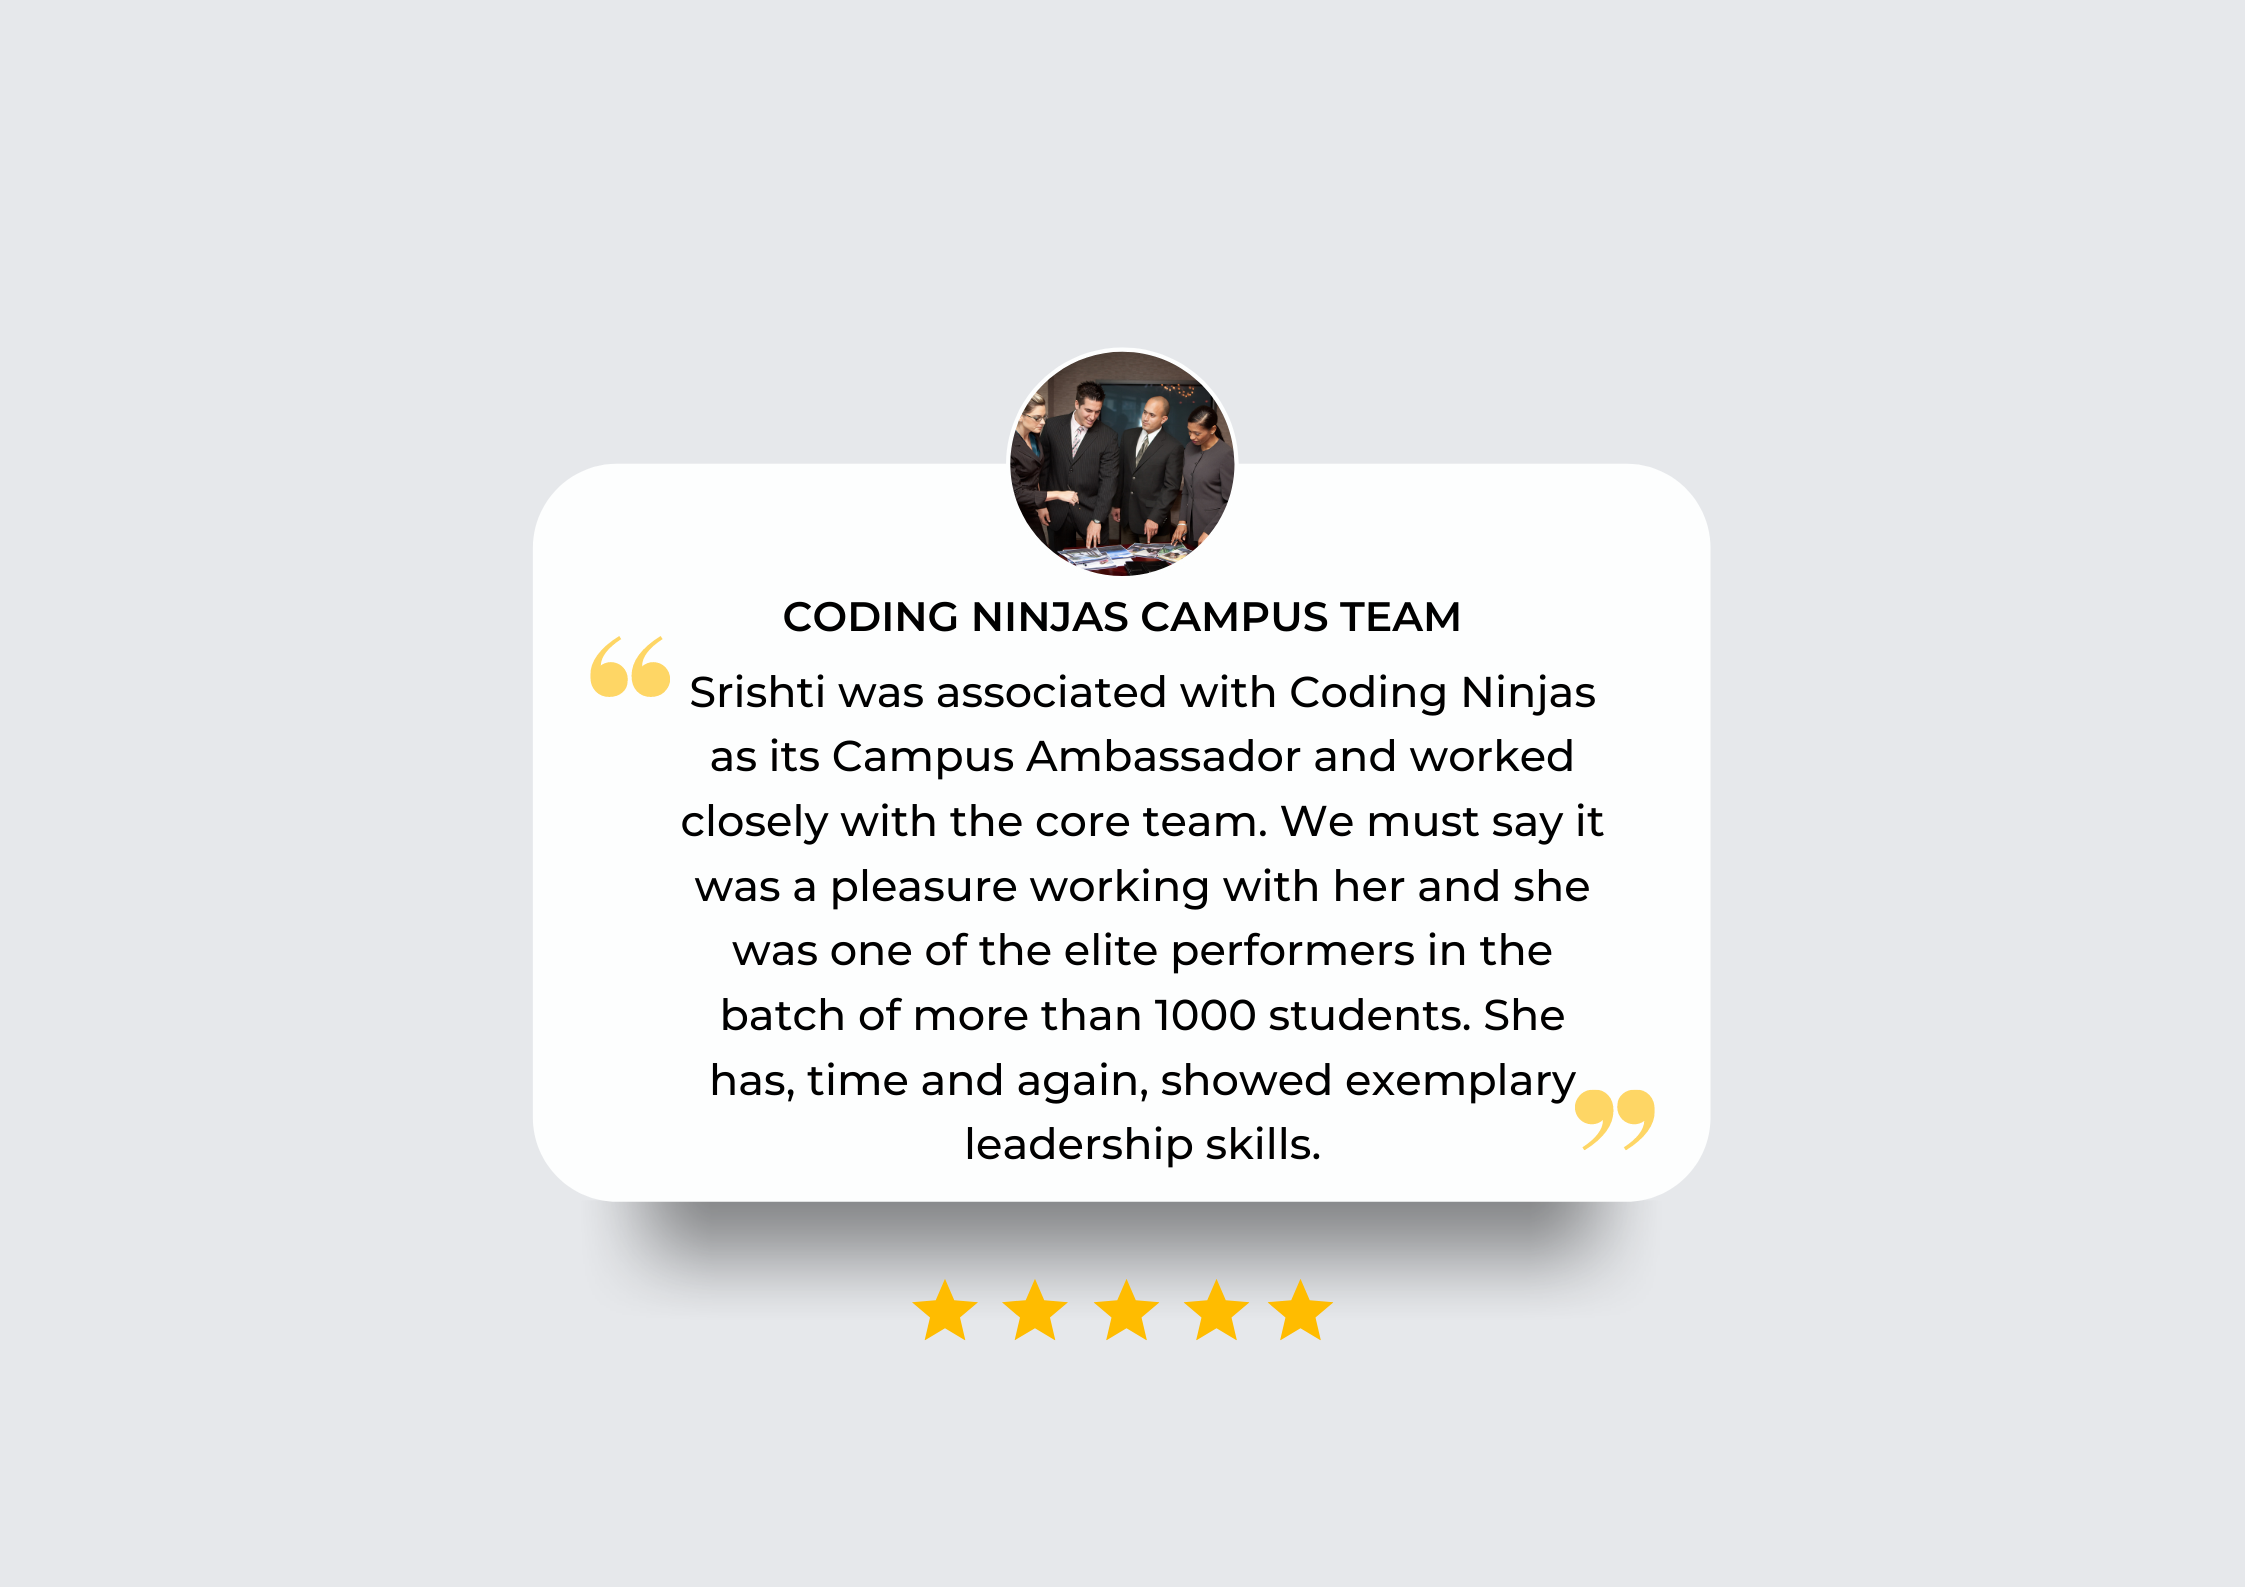 CODING NINJAS CAMPUS TEAM
Srishti was associated with Coding Ninjas
as its Campus Ambassador and worked
closely with the core team. We must say it
was a pleasure working with her and she
was one of the elite performers in the
batch of more than 1000 students. She
has, time and again, showed exemplary
leadership skills.